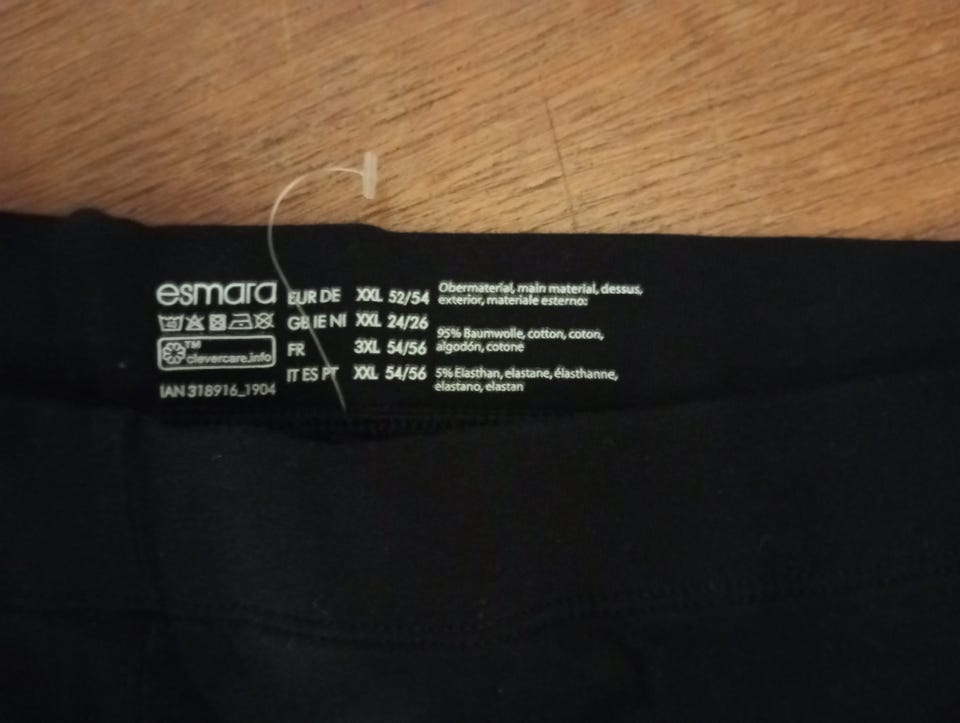 esmara
TM
clevercare.info
IAN 318916_1904
EUR DE XXL 52/54
GB IE NI XXL 24/26
FR 3XL 54/56
IT ES PT XXL 54/56
Obermaterial, main material, dessus,
exterior, materiale esterno:
95% Baumwolle, cotton, coton,
algodón, cotone
5% Elasthan, elastane, élasthanne,
elastano, elastan